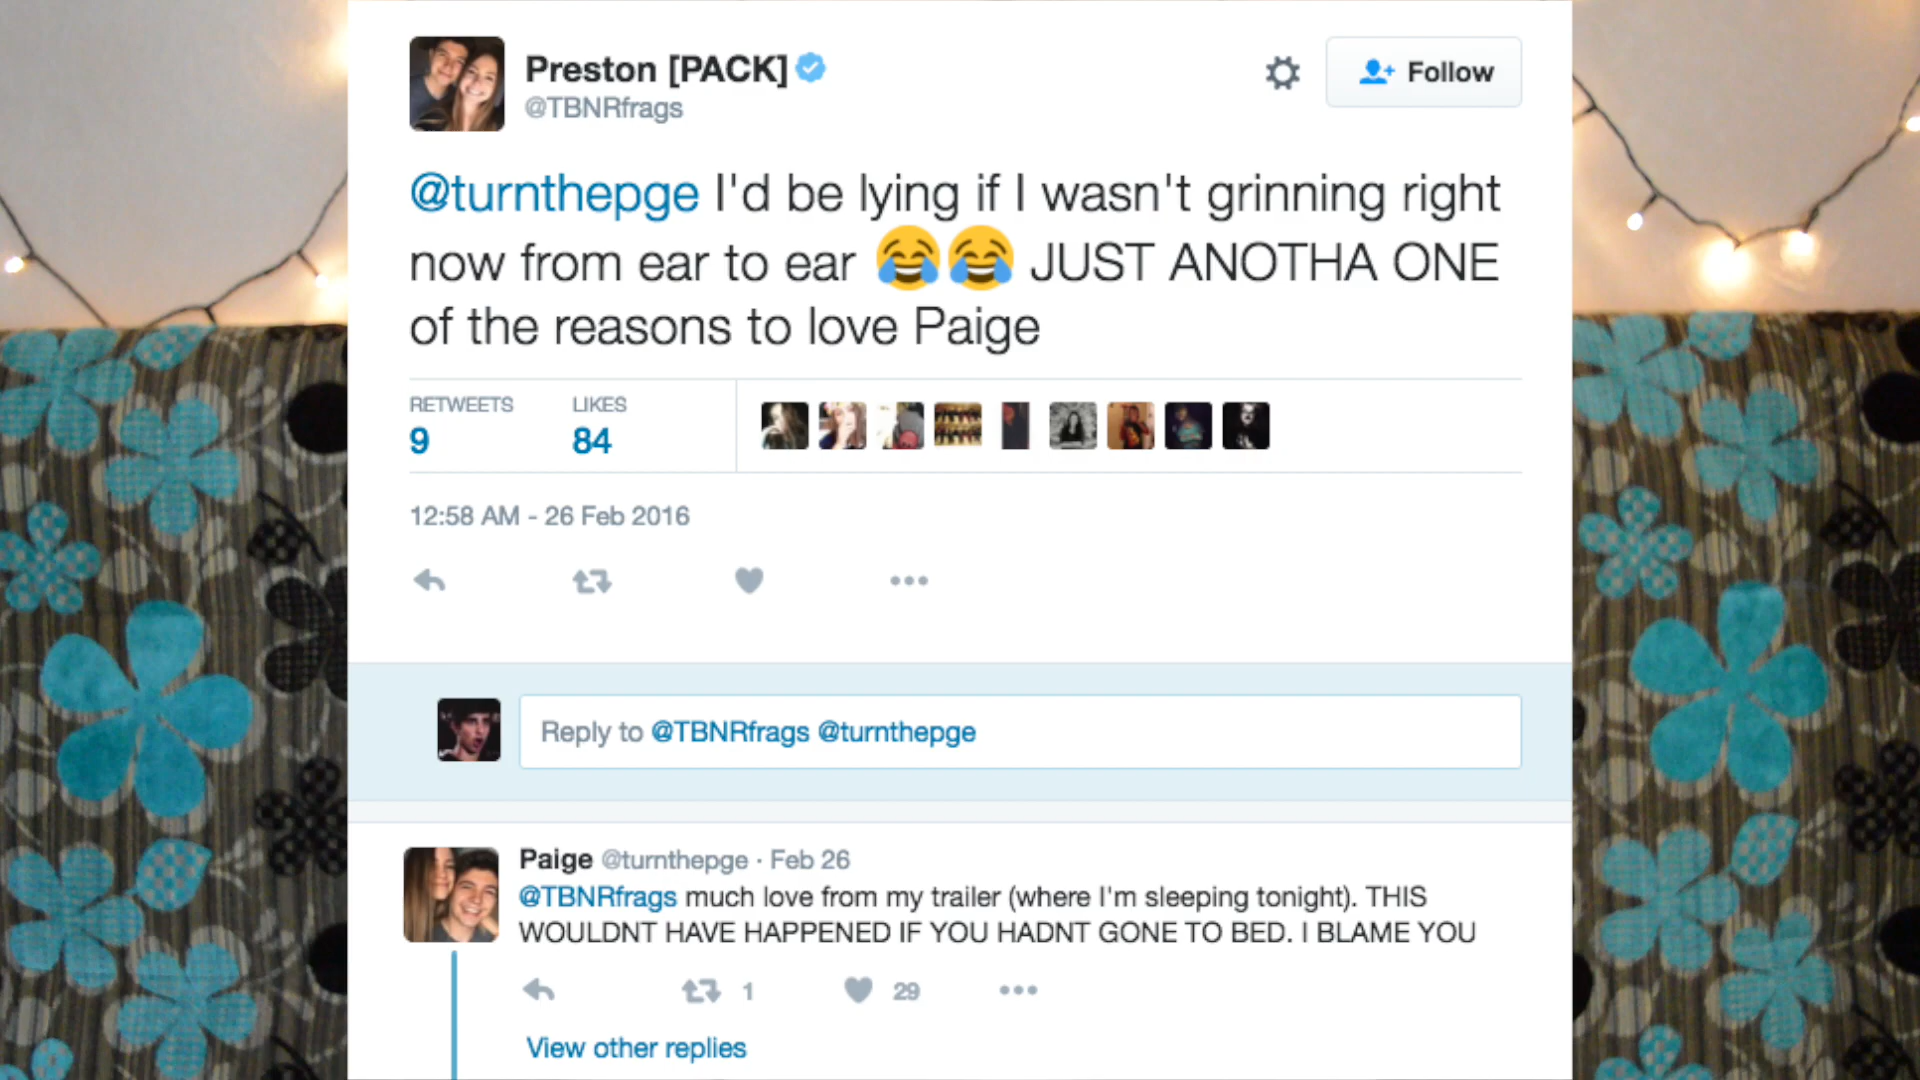 Preston [PACK]
@TBNRfrags
Follow
@turnthepge I'd be lying if I wasn't grinning right
now from ear to ear 😂😂 JUST ANOTHA ONE
of the reasons to love Paige
RETWEETS
LIKES
9
84
12:58 AM - 26 Feb 2016
Reply to @TBNRfrags @turnthepge
Paige @turnthepge · Feb 26
@TBNRfrags much love from my trailer (where I'm sleeping tonight). THIS
WOULDNT HAVE HAPPENED IF YOU HADNT GONE TO BED. I BLAME YOU
1
29
View other replies